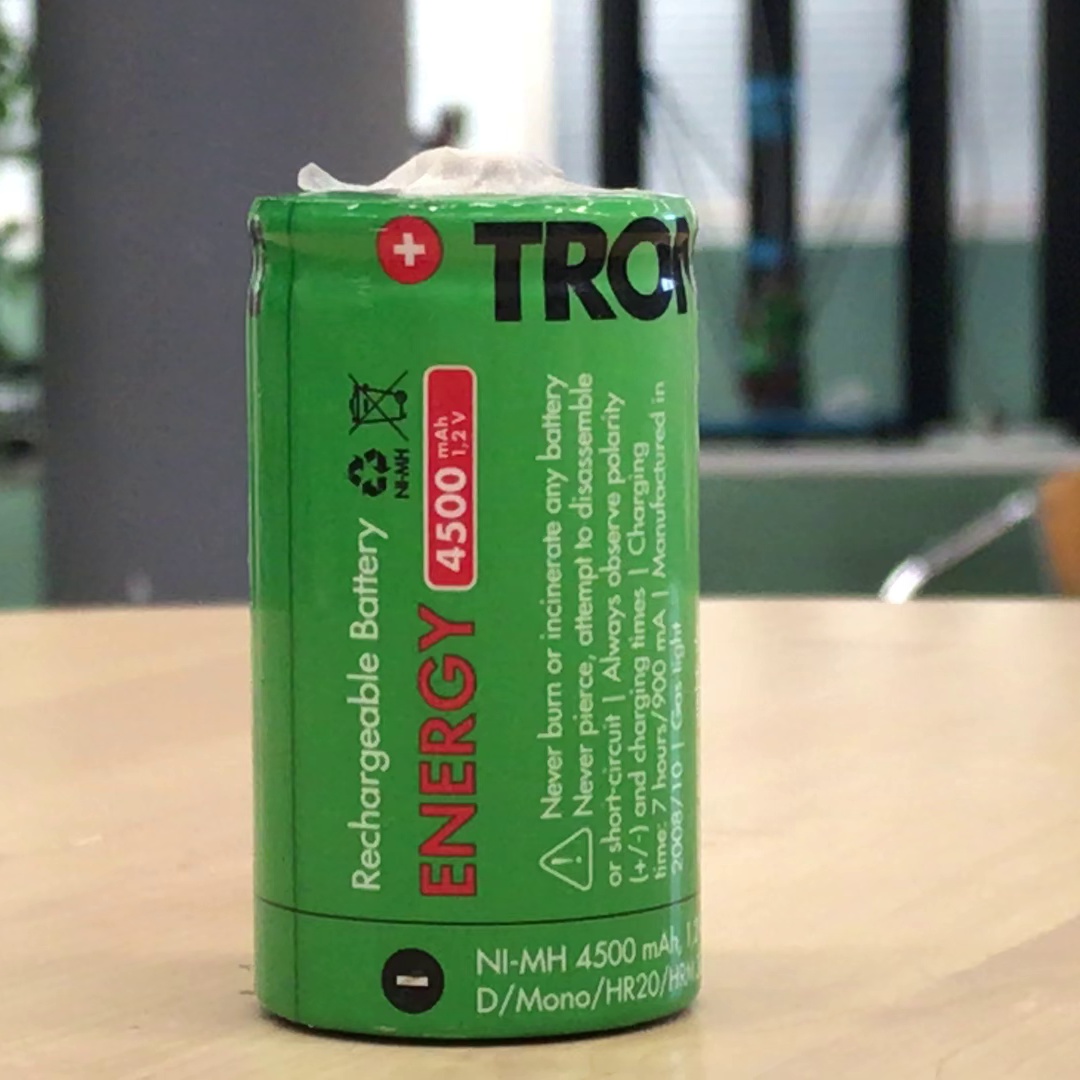 TRON
Rechargeable Battery
NI-MH
ENERGY 4500 mAh
1,2 V
Never burn or incinerate any battery
Never pierce, attempt to disassemble
or short-circuit | Always observe polarity
(+/-) and charging times | Charging
time: 7 hours/900 mA | Manufactured in
2008/10 | Gas light
NI-MH 4500 mAh
D/Mono/HR20/